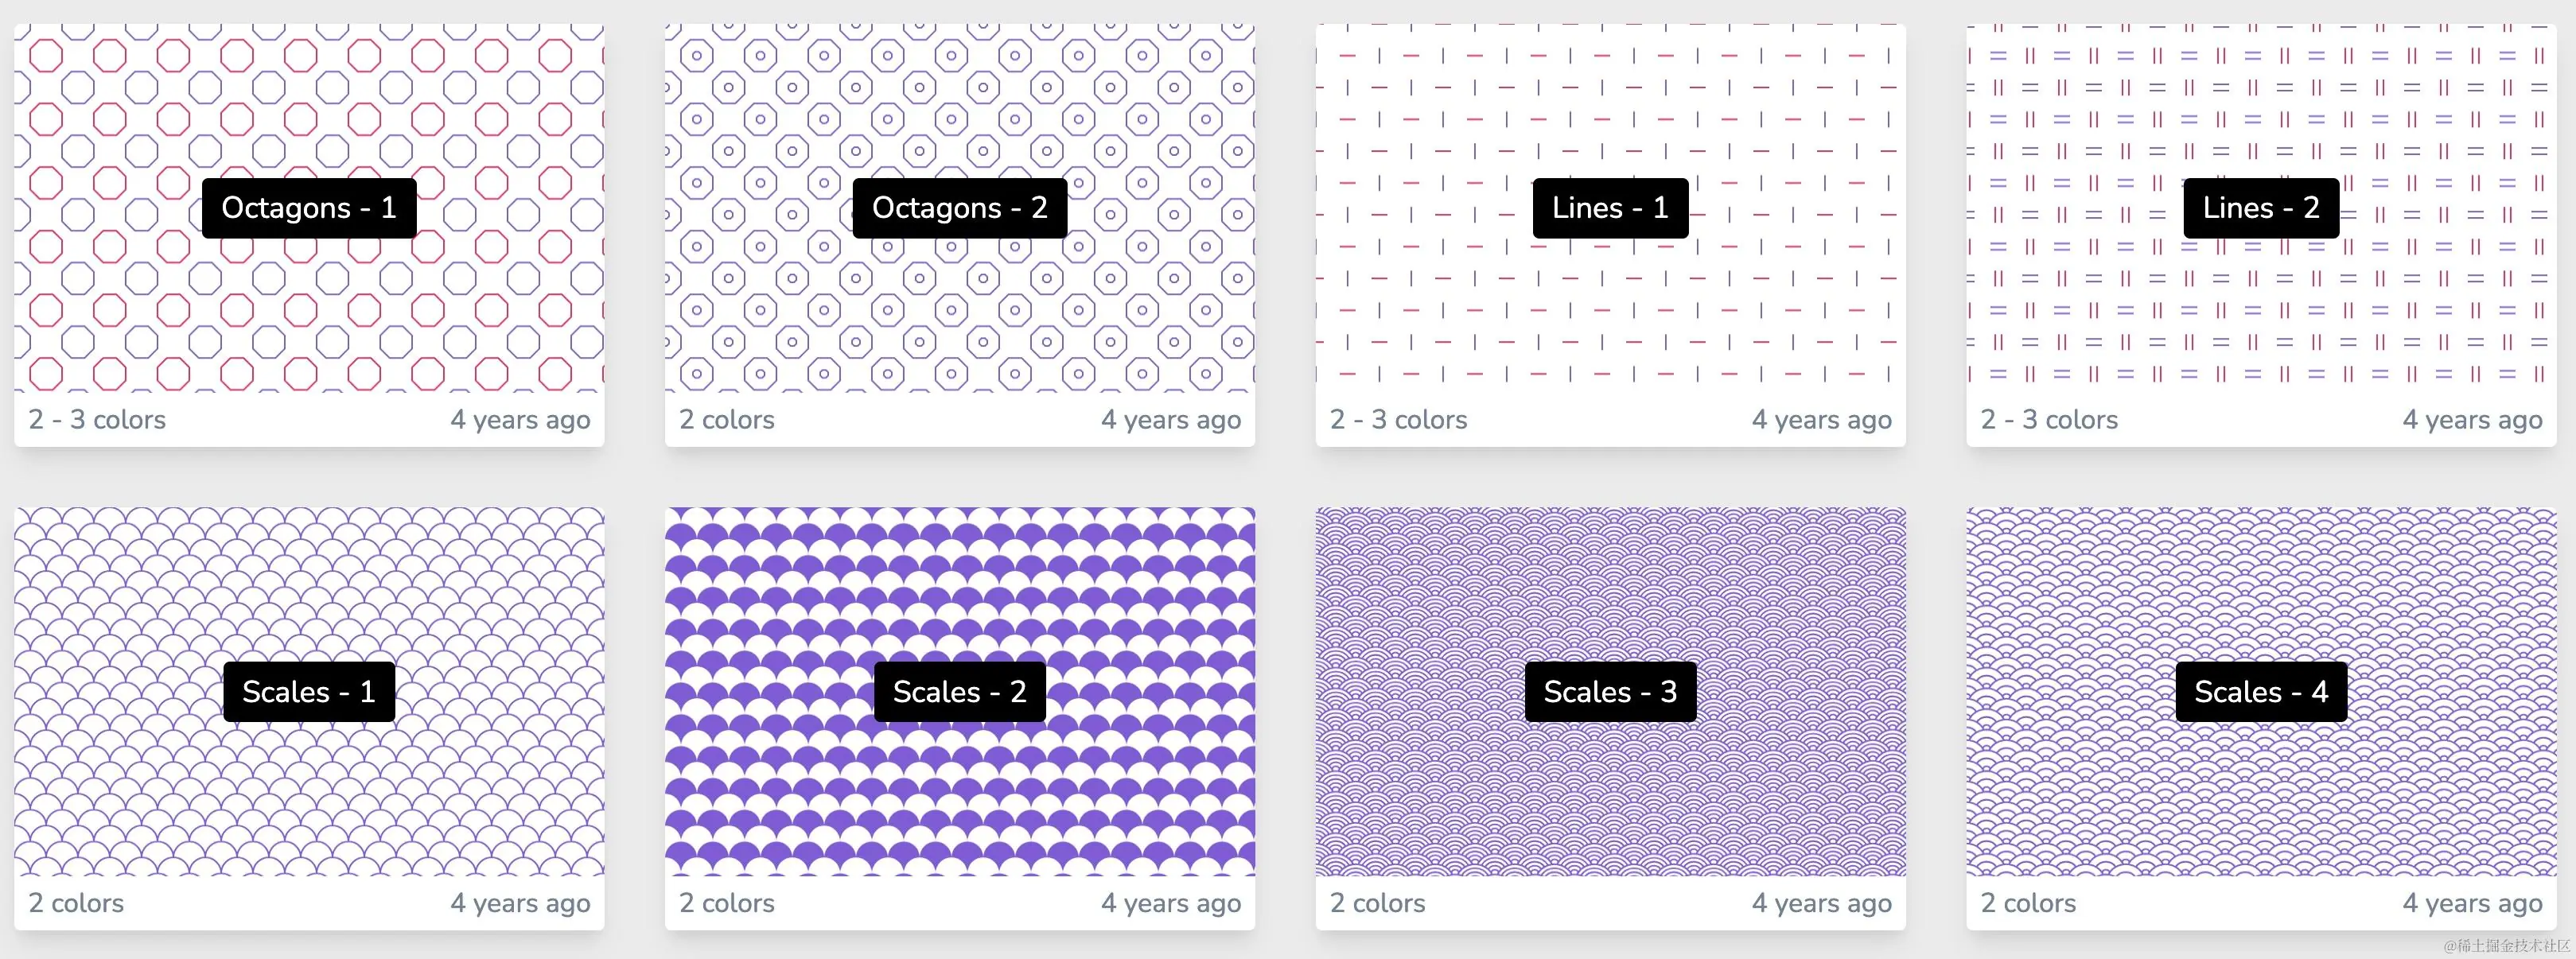 Octagons - 1
2 - 3 colors
4 years ago
Octagons - 2
2 colors
4 years ago
Lines - 1
2 - 3 colors
4 years ago
Lines - 2
2 - 3 colors
4 years ago
Scales - 1
2 colors
4 years ago
Scales - 2
2 colors
4 years ago
Scales - 3
2 colors
4 years ago
Scales - 4
2 colors
4 years ago
@稀土掘金技术社区